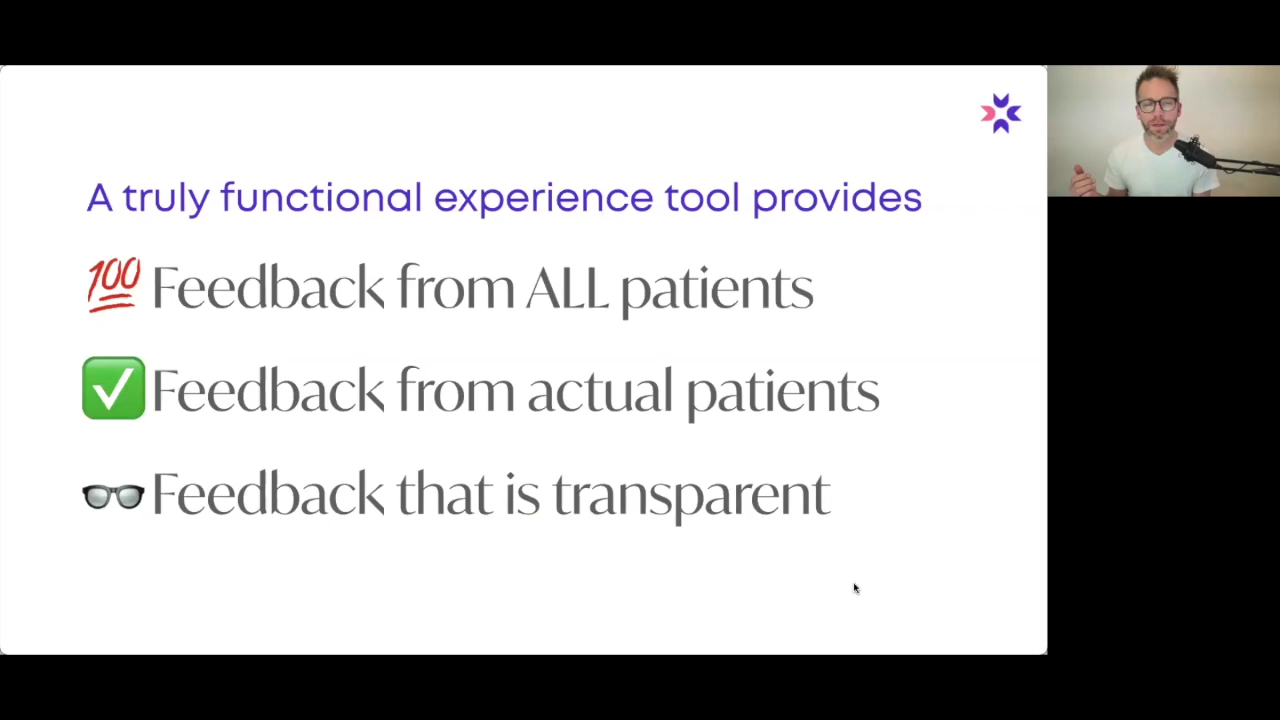 A truly functional experience tool provides
💯 Feedback from ALL patients
✅ Feedback from actual patients
👓 Feedback that is transparent